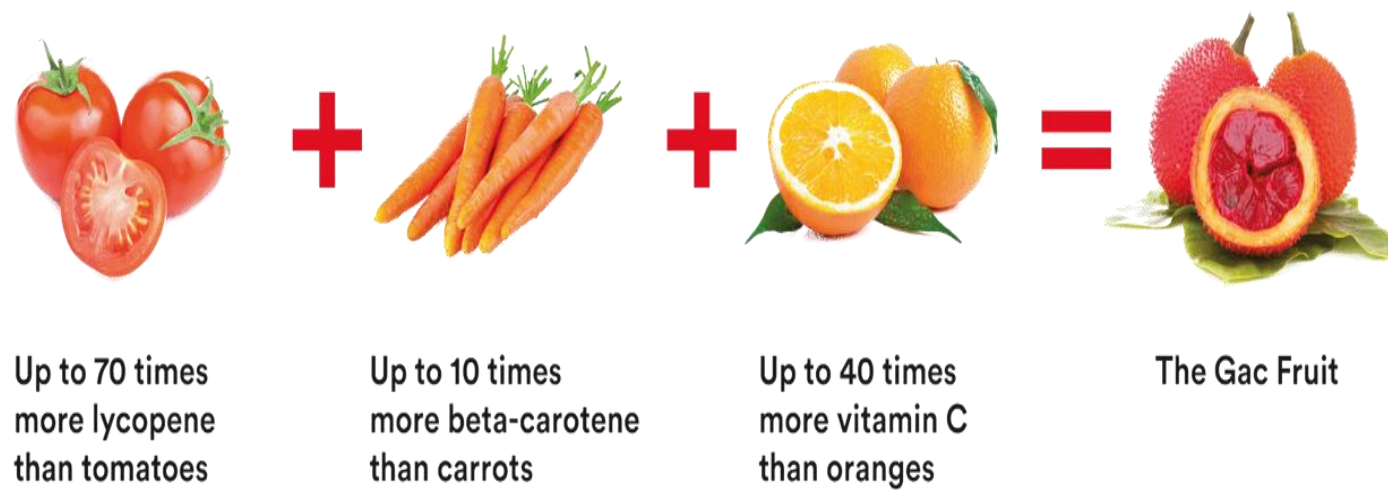 Up to 70 times
more lycopene
than tomatoes
Up to 10 times
more beta-carotene
than carrots
Up to 40 times
more vitamin C
than oranges
The Gac Fruit